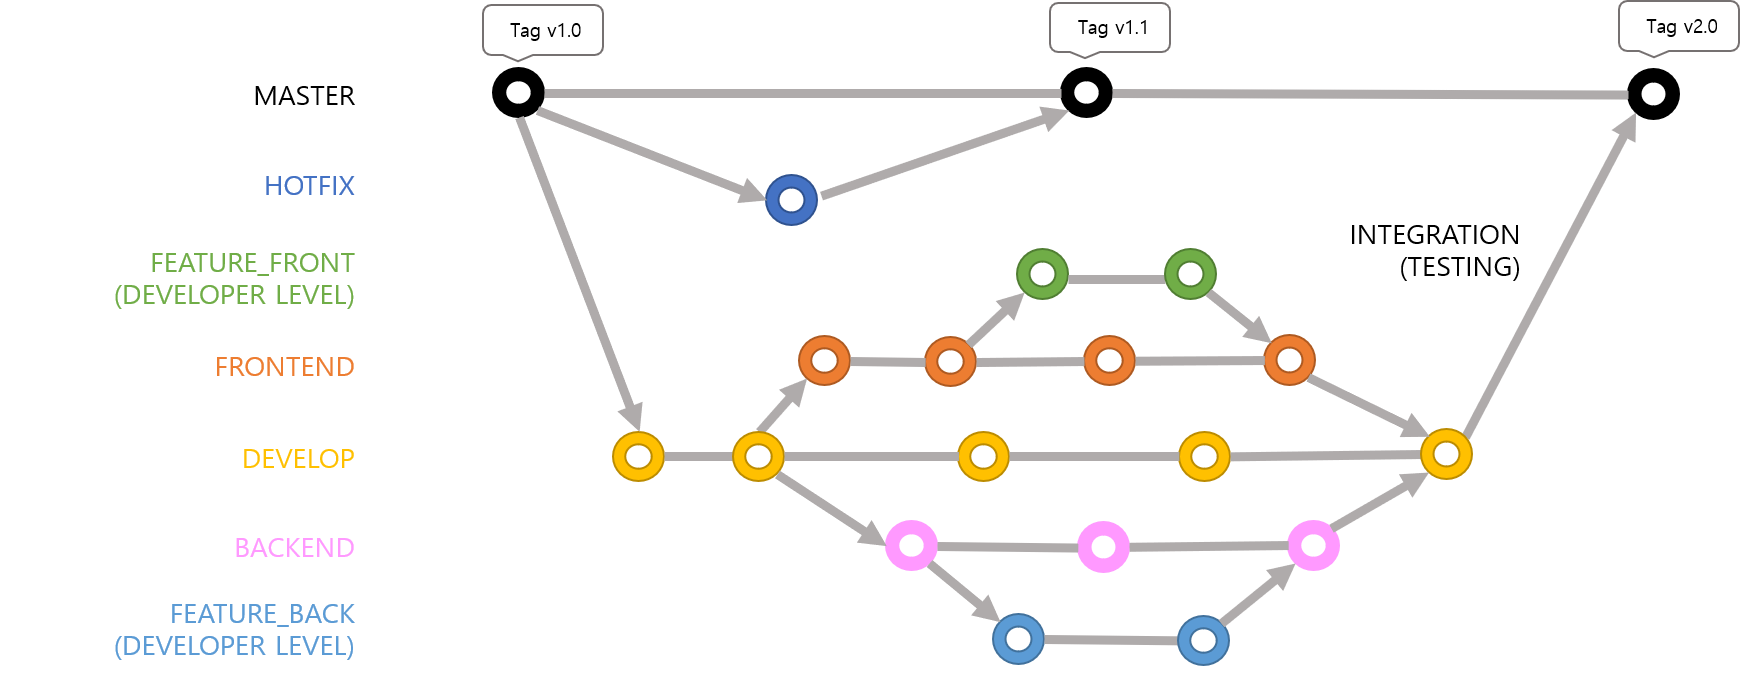 Tag v1.0
Tag v1.1
Tag v2.0
MASTER
HOTFIX
INTEGRATION
(TESTING)
FEATURE_FRONT
(DEVELOPER LEVEL)
FRONTEND
DEVELOP
BACKEND
FEATURE_BACK
(DEVELOPER LEVEL)